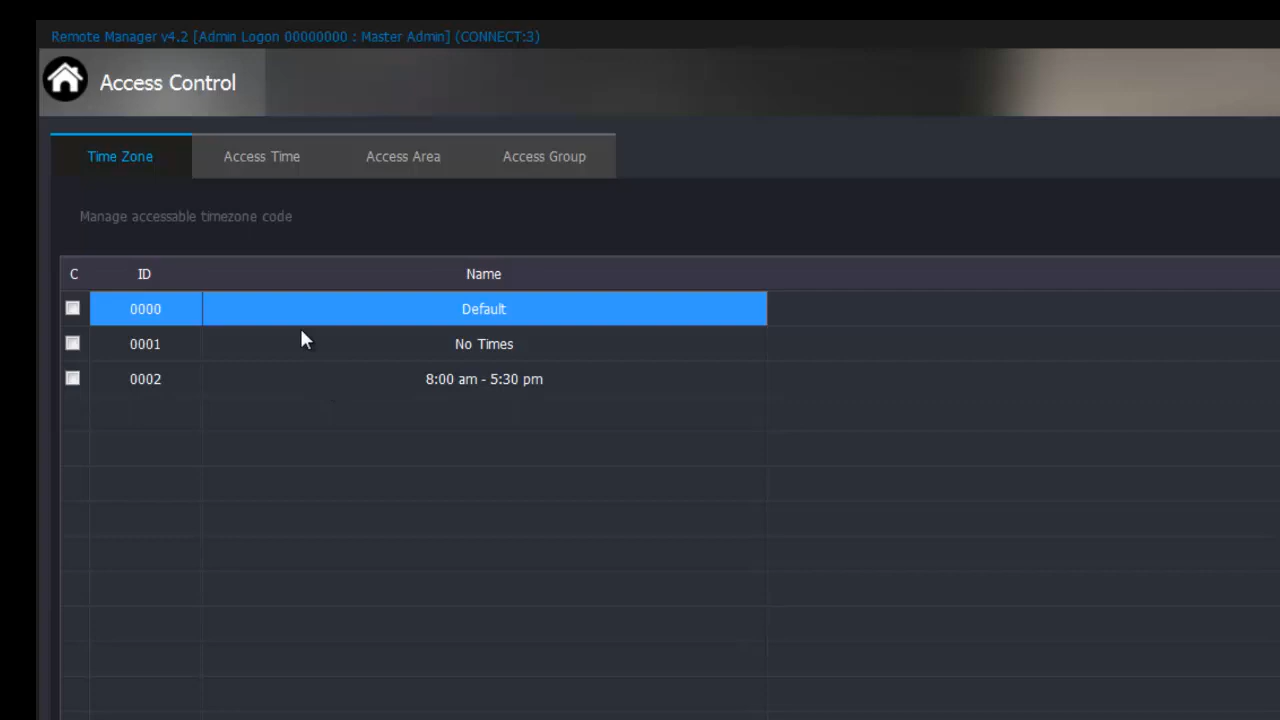 Remote Manager v4.2 [Admin Logon 00000000 : Master Admin] (CONNECT:3)
Access Control
Time Zone Access Time Access Area Access Group
Manage accessable timezone code
C ID Name
0000 Default
0001 No Times
0002 8:00 am - 5:30 pm